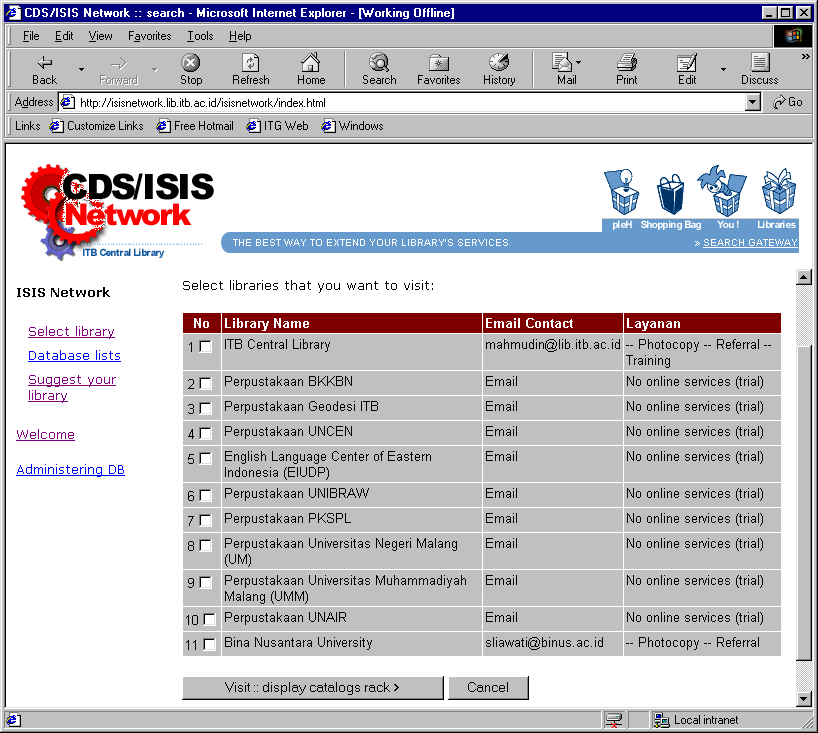 CDS/ISIS Network :: search - Microsoft Internet Explorer - [Working Offline]
File Edit View Favorites Tools Help
Back Forward Stop Refresh Home Search Favorites History Mail Print Edit Discuss »
Address http://isisnetwork.lib.itb.ac.id/isisnetwork/index.html Go
Links Customize Links Free Hotmail ITG Web Windows
CDS/ISIS
Network
ITB Central Library
pleH Shopping Bag You ! Libraries
THE BEST WAY TO EXTEND YOUR LIBRARY'S SERVICES » SEARCH GATEWAY
ISIS Network
Select library
Database lists
Suggest your
library
Welcome
Administering DB
Select libraries that you want to visit:
No Library Name Email Contact Layanan
1 ITB Central Library mahmudin@lib.itb.ac.id -- Photocopy -- Referral --
Training
2 Perpustakaan BKKBN Email No online services (trial)
3 Perpustakaan Geodesi ITB Email No online services (trial)
4 Perpustakaan UNCEN Email No online services (trial)
5 English Language Center of Eastern Email No online services (trial)
Indonesia (EIUDP)
6 Perpustakaan UNIBRAW Email No online services (trial)
7 Perpustakaan PKSPL Email No online services (trial)
8 Perpustakaan Universitas Negeri Malang Email No online services (trial)
(UM)
9 Perpustakaan Universitas Muhammadiyah Email No online services (trial)
Malang (UMM)
10 Perpustakaan UNAIR Email No online services (trial)
11 Bina Nusantara University sliawati@binus.ac.id -- Photocopy -- Referral
Visit :: display catalogs rack > Cancel
Local intranet